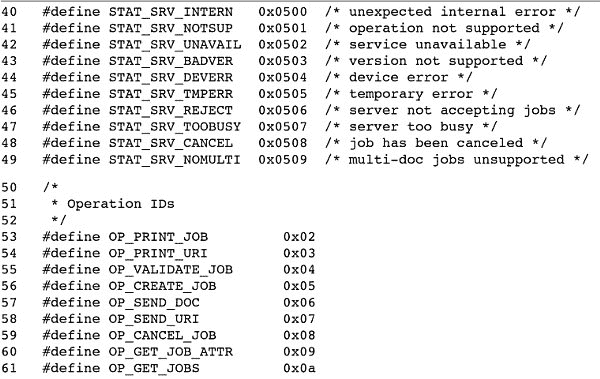 40 #define STAT_SRV_INTERN 0x0500 /* unexpected internal error */
41 #define STAT_SRV_NOTSUP 0x0501 /* operation not supported */
42 #define STAT_SRV_UNAVAIL 0x0502 /* service unavailable */
43 #define STAT_SRV_BADVER 0x0503 /* version not supported */
44 #define STAT_SRV_DEVERR 0x0504 /* device error */
45 #define STAT_SRV_TMPERR 0x0505 /* temporary error */
46 #define STAT_SRV_REJECT 0x0506 /* server not accepting jobs */
47 #define STAT_SRV_TOOBUSY 0x0507 /* server too busy */
48 #define STAT_SRV_CANCEL 0x0508 /* job has been canceled */
49 #define STAT_SRV_NOMULTI 0x0509 /* multi-doc jobs unsupported */
50 /*
51 * Operation IDs
52 */
53 #define OP_PRINT_JOB 0x02
54 #define OP_PRINT_URI 0x03
55 #define OP_VALIDATE_JOB 0x04
56 #define OP_CREATE_JOB 0x05
57 #define OP_SEND_DOC 0x06
58 #define OP_SEND_URI 0x07
59 #define OP_CANCEL_JOB 0x08
60 #define OP_GET_JOB_ATTR 0x09
61 #define OP_GET_JOBS 0x0a